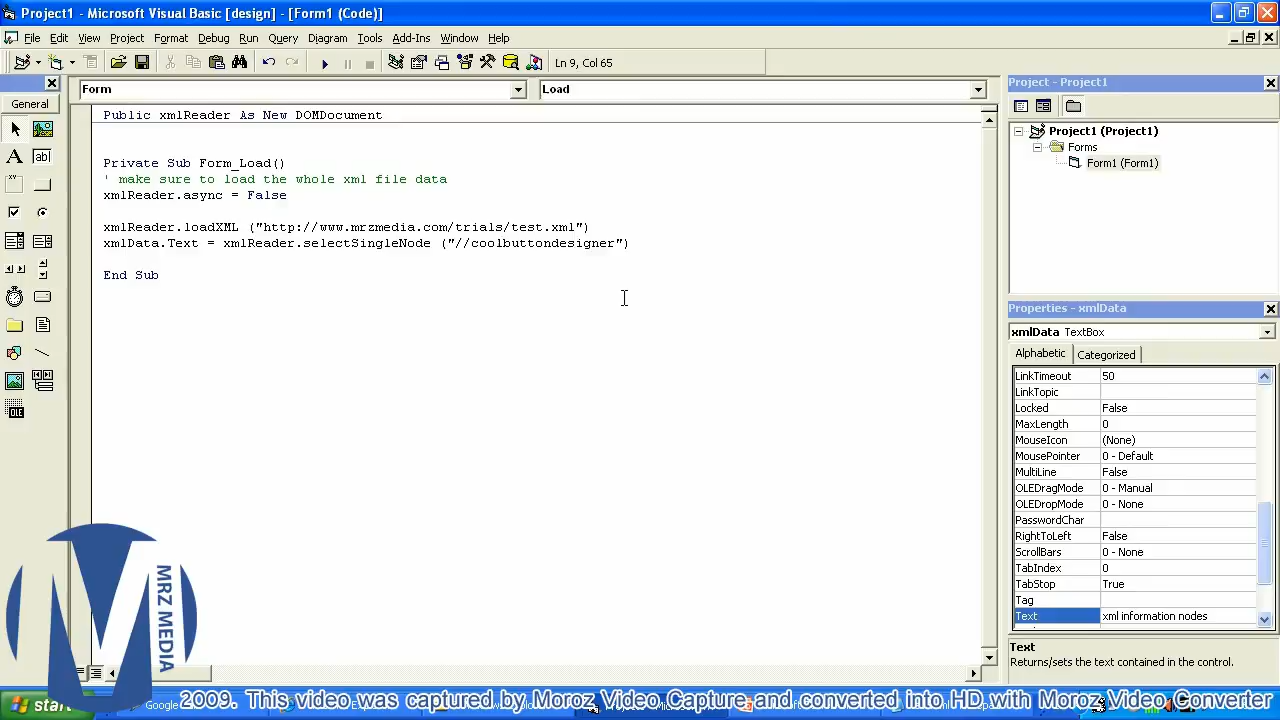 Project1 - Microsoft Visual Basic [design] - [Form1 (Code)]
File Edit View Project Format Debug Run Query Diagram Tools Add-Ins Window Help
Ln 9, Col 65
General
Form
Load
Public xmlReader As New DOMDocument
Private Sub Form_Load()
' make sure to load the whole xml file data
xmlReader.async = False
xmlReader.loadXML ("http://www.mrzmedia.com/trials/test.xml")
xmlData.Text = xmlReader.selectSingleNode ("//coolbuttondesigner")
End Sub
Project - Project1
Project1 (Project1)
Forms
Form1 (Form1)
Properties - xmlData
xmlData TextBox
Alphabetic Categorized
LinkTimeout 50
LinkTopic
Locked False
MaxLength 0
MouseIcon (None)
MousePointer 0 - Default
MultiLine False
OLEDragMode 0 - Manual
OLEDropMode 0 - None
PasswordChar
RightToLeft False
ScrollBars 0 - None
TabIndex 0
TabStop True
Tag
Text xml information nodes
Text
Returns/sets the text contained in the control.
MRZ MEDIA
start
Google
2009. This video was captured by Moroz Video Capture and converted into HD with Moroz Video Converter